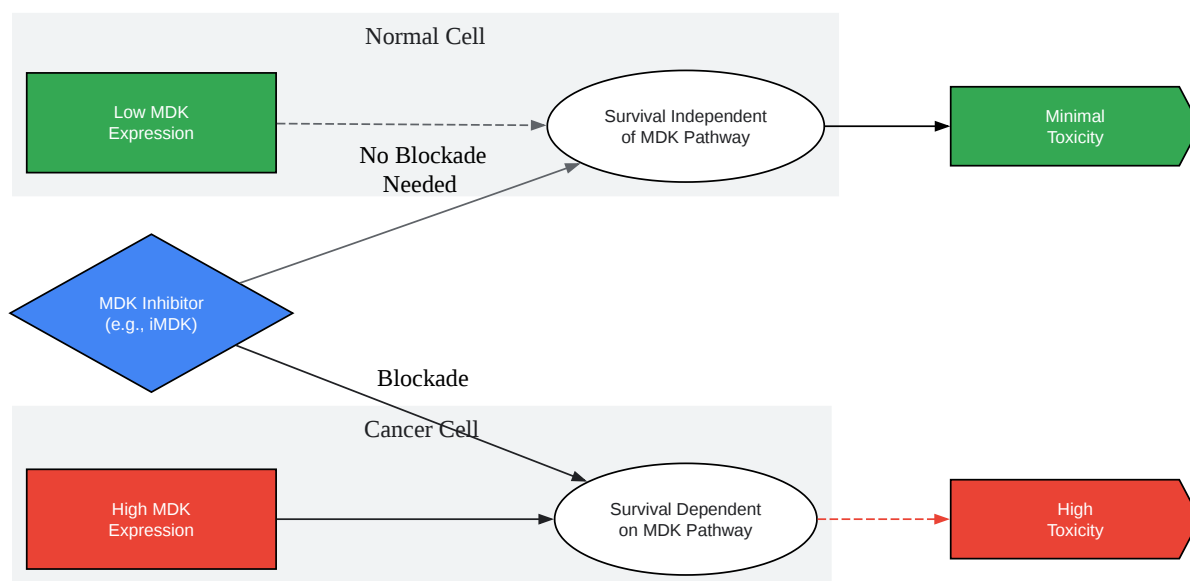 Normal Cell
Low MDK
Expression
Survival Independent
of MDK Pathway
Minimal
Toxicity
No Blockade
Needed
MDK Inhibitor
(e.g., iMDK)
Blockade
Cancer Cell
High MDK
Expression
Survival Dependent
on MDK Pathway
High
Toxicity